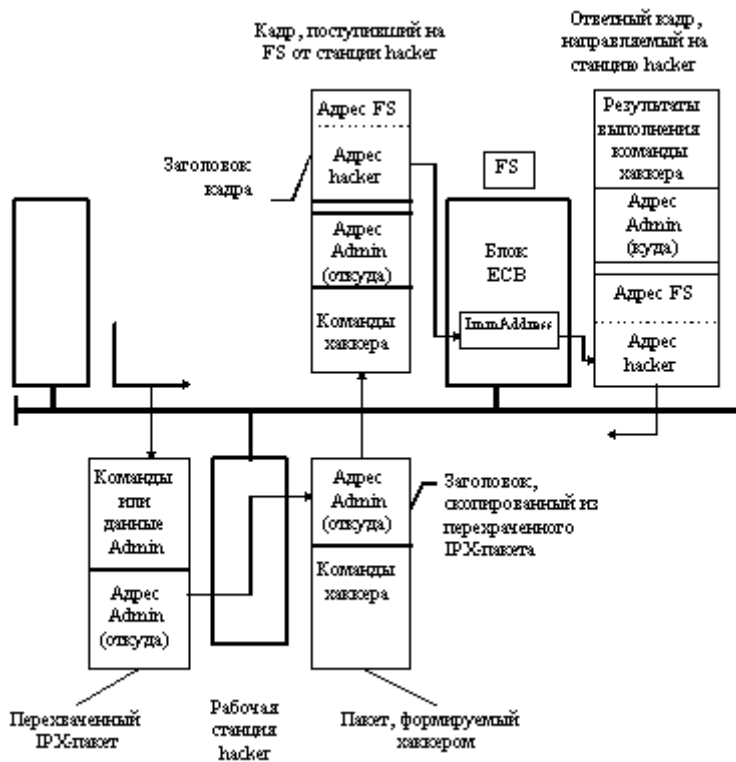 Кадр, поступивший на
FS от станции hacker
Ответный кадр,
направляемый на
станцию hacker
Адрес FS
Адрес
hacker
Адрес
Admin
(откуда)
Команды
хаккера
Заголовок
кадра
FS
Блок
ECB
ImmAddress
Результаты
выполнения
команды
хаккера
Адрес
Admin
(куда)
Адрес FS
Адрес
hacker
Команды
или
данные
Admin
Адрес
Admin
(откуда)
Адрес
Admin
(откуда)
Команды
хаккера
Заголовок,
скопированный из
перехраченного
IPX-пакета
Перехваченный
IPX-пакет
Рабочая
станция
hacker
Пакет, формируемый
хаккером